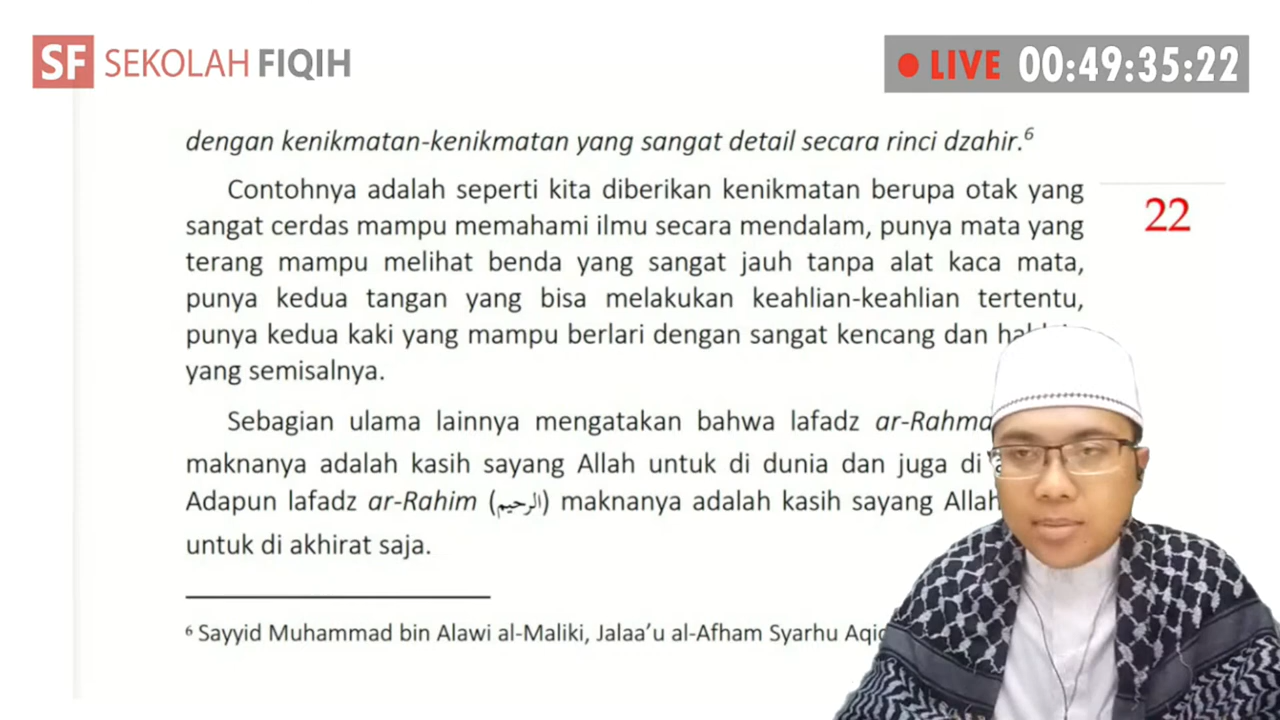 SF SEKOLAH FIQIH
LIVE 00:49:35:22
dengan kenikmatan-kenikmatan yang sangat detail secara rinci dzahir.⁶
22
Contohnya adalah seperti kita diberikan kenikmatan berupa otak yang
sangat cerdas mampu memahami ilmu secara mendalam, punya mata yang
terang mampu melihat benda yang sangat jauh tanpa alat kaca mata,
punya kedua tangan yang bisa melakukan keahlian-keahlian tertentu,
punya kedua kaki yang mampu berlari dengan sangat kencang dan
yang semisalnya.
Sebagian ulama lainnya mengatakan bahwa lafadz
maknanya adalah kasih sayang Allah untuk di dunia dan juga di
Adapun lafadz ar-Rahim (الرحيم) maknanya adalah kasih sayang Allah
untuk di akhirat saja.
⁶ Sayyid Muhammad bin Alawi al-Maliki, Jalaa'u al-Afham Syarhu